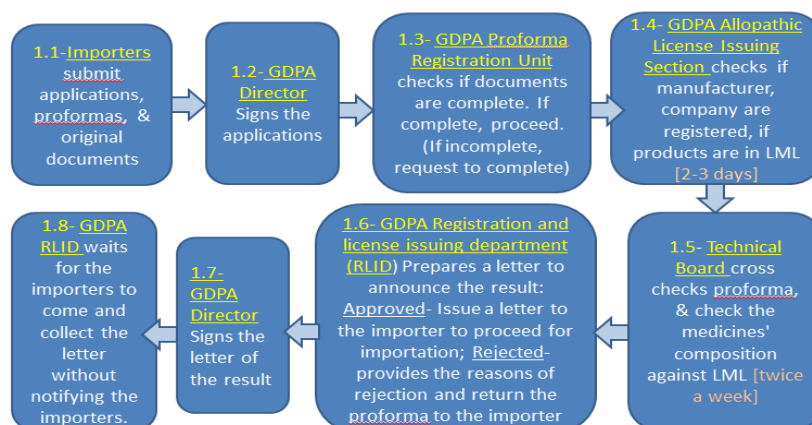 1.1-Importers
submit
applications,
proformas, &
original
documents
1.2- GDPA
Director
Signs the
applications
1.3- GDPA Proforma
Registration Unit
checks if documents
are complete. If
complete, proceed.
(If incomplete,
request to complete)
1.4- GDPA Allopathic
License Issuing
Section checks if
manufacturer,
company are
registered, if
products are in LML
[2-3 days]
1.5- Technical
Board cross
checks proforma,
& check the
medicines'
composition
against LML [twice
a week]
1.6- GDPA Registration and
license issuing department
(RLID) Prepares a letter to
announce the result:
Approved- Issue a letter to
the importer to proceed for
importation; Rejected-
provides the reasons of
rejection and return the
proforma to the importer
1.7-
GDPA
Director
Signs the
letter of
the result
1.8- GDPA
RLID waits
for the
importers to
come and
collect the
letter
without
notifying the
importers.